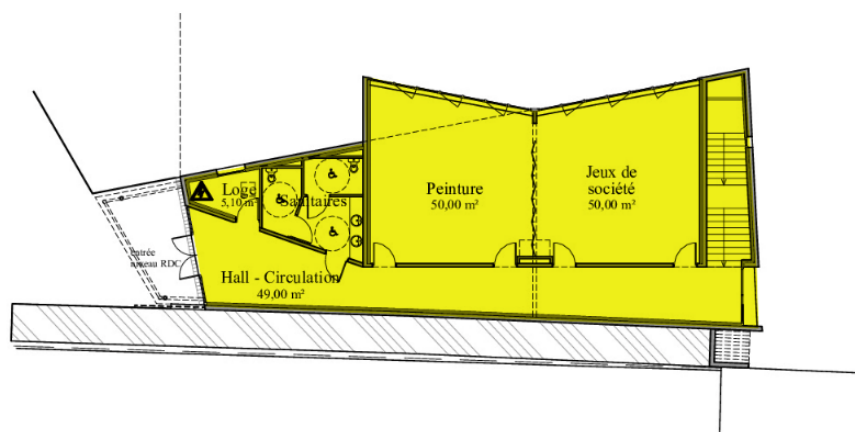 Peinture
50,00 m²
Jeux de
société
50,00 m²
Loge
5,10 m²
Sanitaires
entrée
niveau RDC
Hall - Circulation
49,00 m²